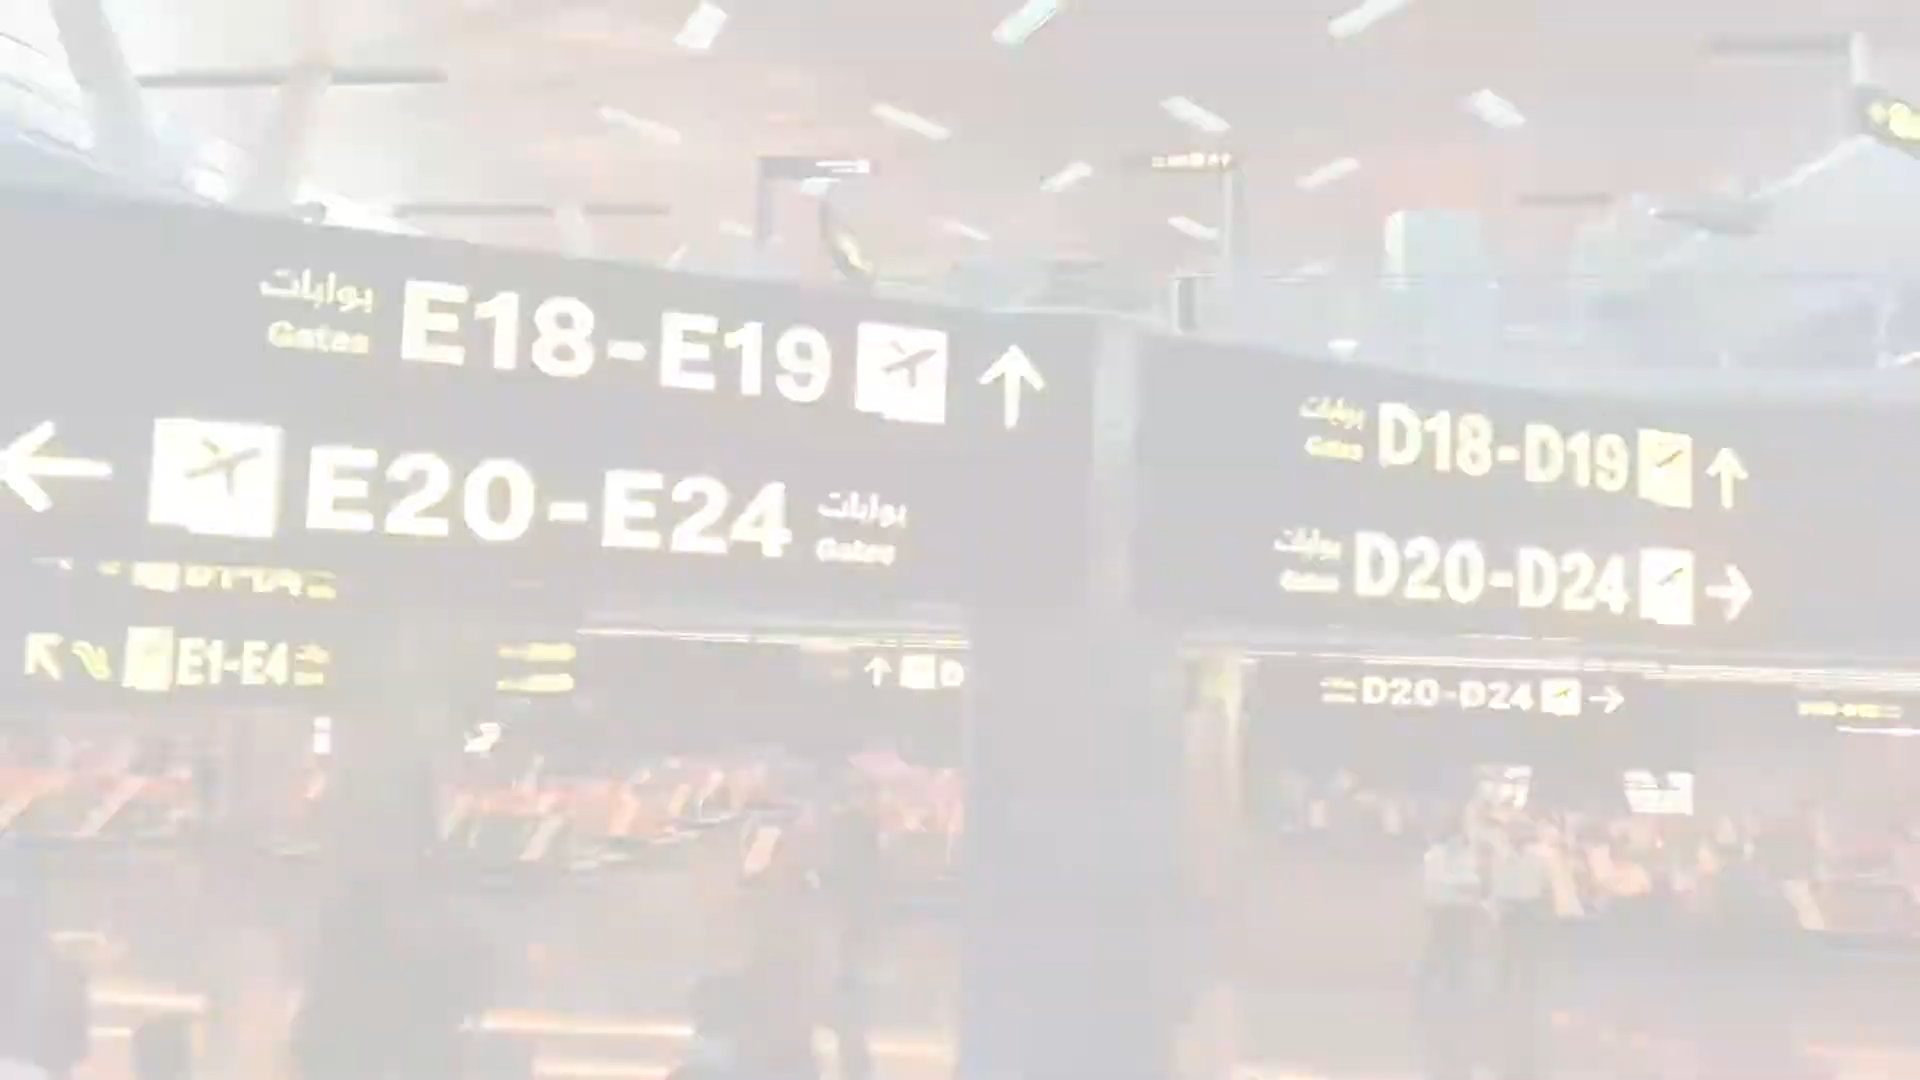 بوابات
Gates
E18-E19
E20-E24
بوابات
Gates
E1-E4
D
بوابات
Gates
D18-D19
بوابات
Gates
D20-D24
D20-D24